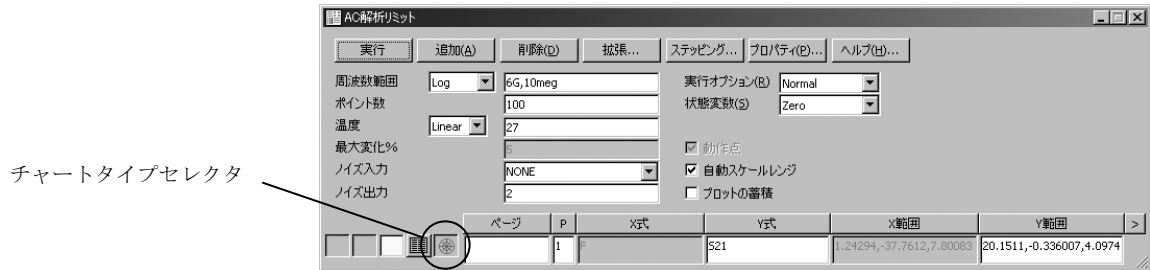 AC解析リミット
実行 追加(A) 削除(D) 拡張... ステッピング... プロパティ(P)... ヘルプ(H)...
周波数範囲 Log 6G,10meg 実行オプション(R) Normal
ポイント数 100 状態変数(S) Zero
温度 Linear 27
最大変化% 5 動作点
ノイズ入力 NONE 自動スケールレンジ
ノイズ出力 2 プロットの蓄積
チャートタイプセレクタ
ページ P X式 Y式 X範囲 Y範囲 >
1 F S21 1.24294,-37.7612,7.80083 20.1511,-0.336007,4.0974